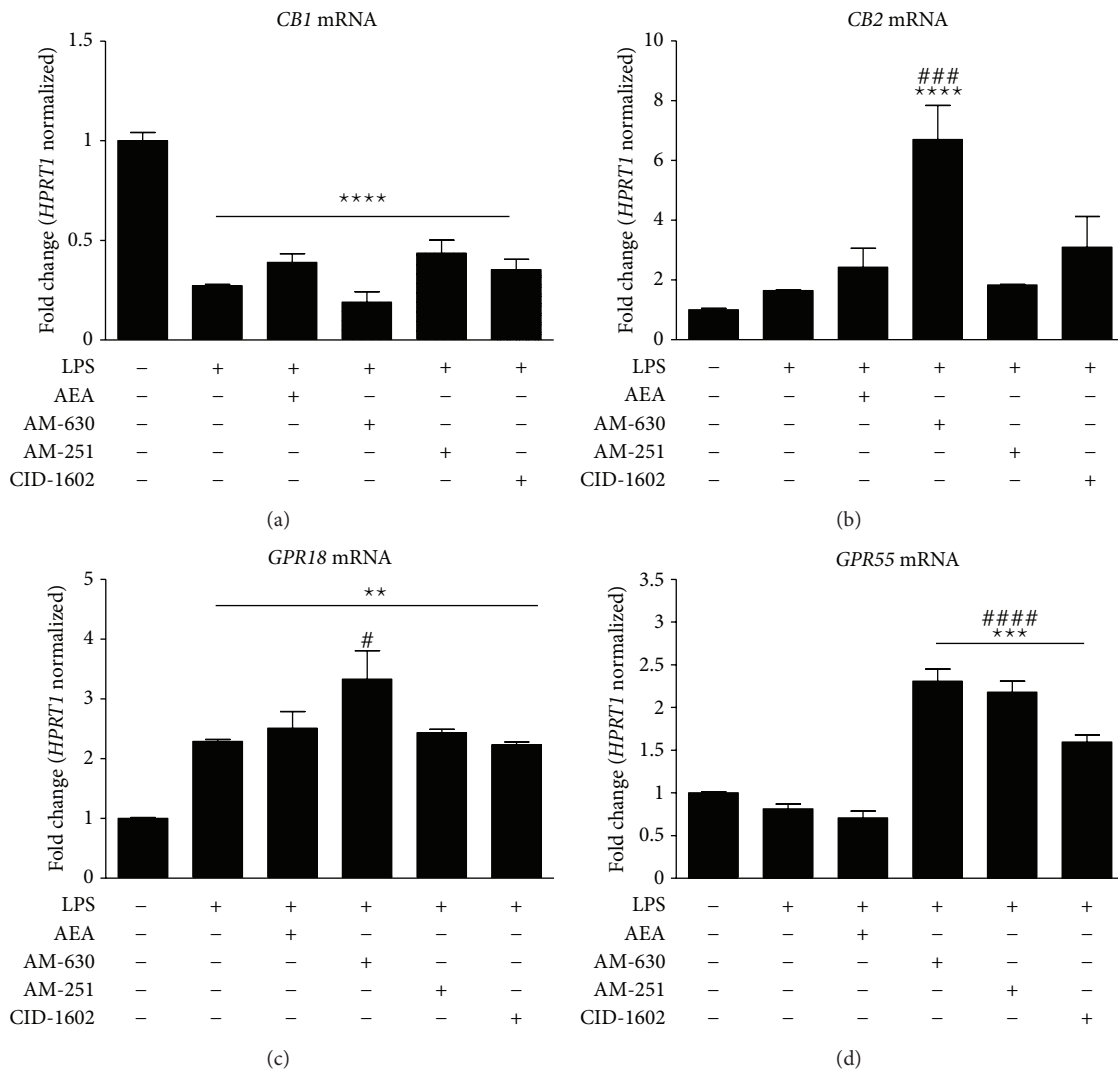 CB1 mRNA
Fold change (HPRT1 normalized)
1.5
1
0.5
0
****
LPS – + + + + +
AEA – – + – – –
AM-630 – – – + – –
AM-251 – – – – + –
CID-1602 – – – – – +
(a)
CB2 mRNA
Fold change (HPRT1 normalized)
10
8
6
4
2
0
###
****
LPS – + + + + +
AEA – – + – – –
AM-630 – – – + – –
AM-251 – – – – + –
CID-1602 – – – – – +
(b)
GPR18 mRNA
Fold change (HPRT1 normalized)
5
4
3
2
1
0
**
#
LPS – + + + + +
AEA – – + – – –
AM-630 – – – + – –
AM-251 – – – – + –
CID-1602 – – – – – +
(c)
GPR55 mRNA
Fold change (HPRT1 normalized)
3.5
3
2.5
2
1.5
1
0.5
0
####
***
LPS – + + + + +
AEA – – + – – –
AM-630 – – – + – –
AM-251 – – – – + –
CID-1602 – – – – – +
(d)